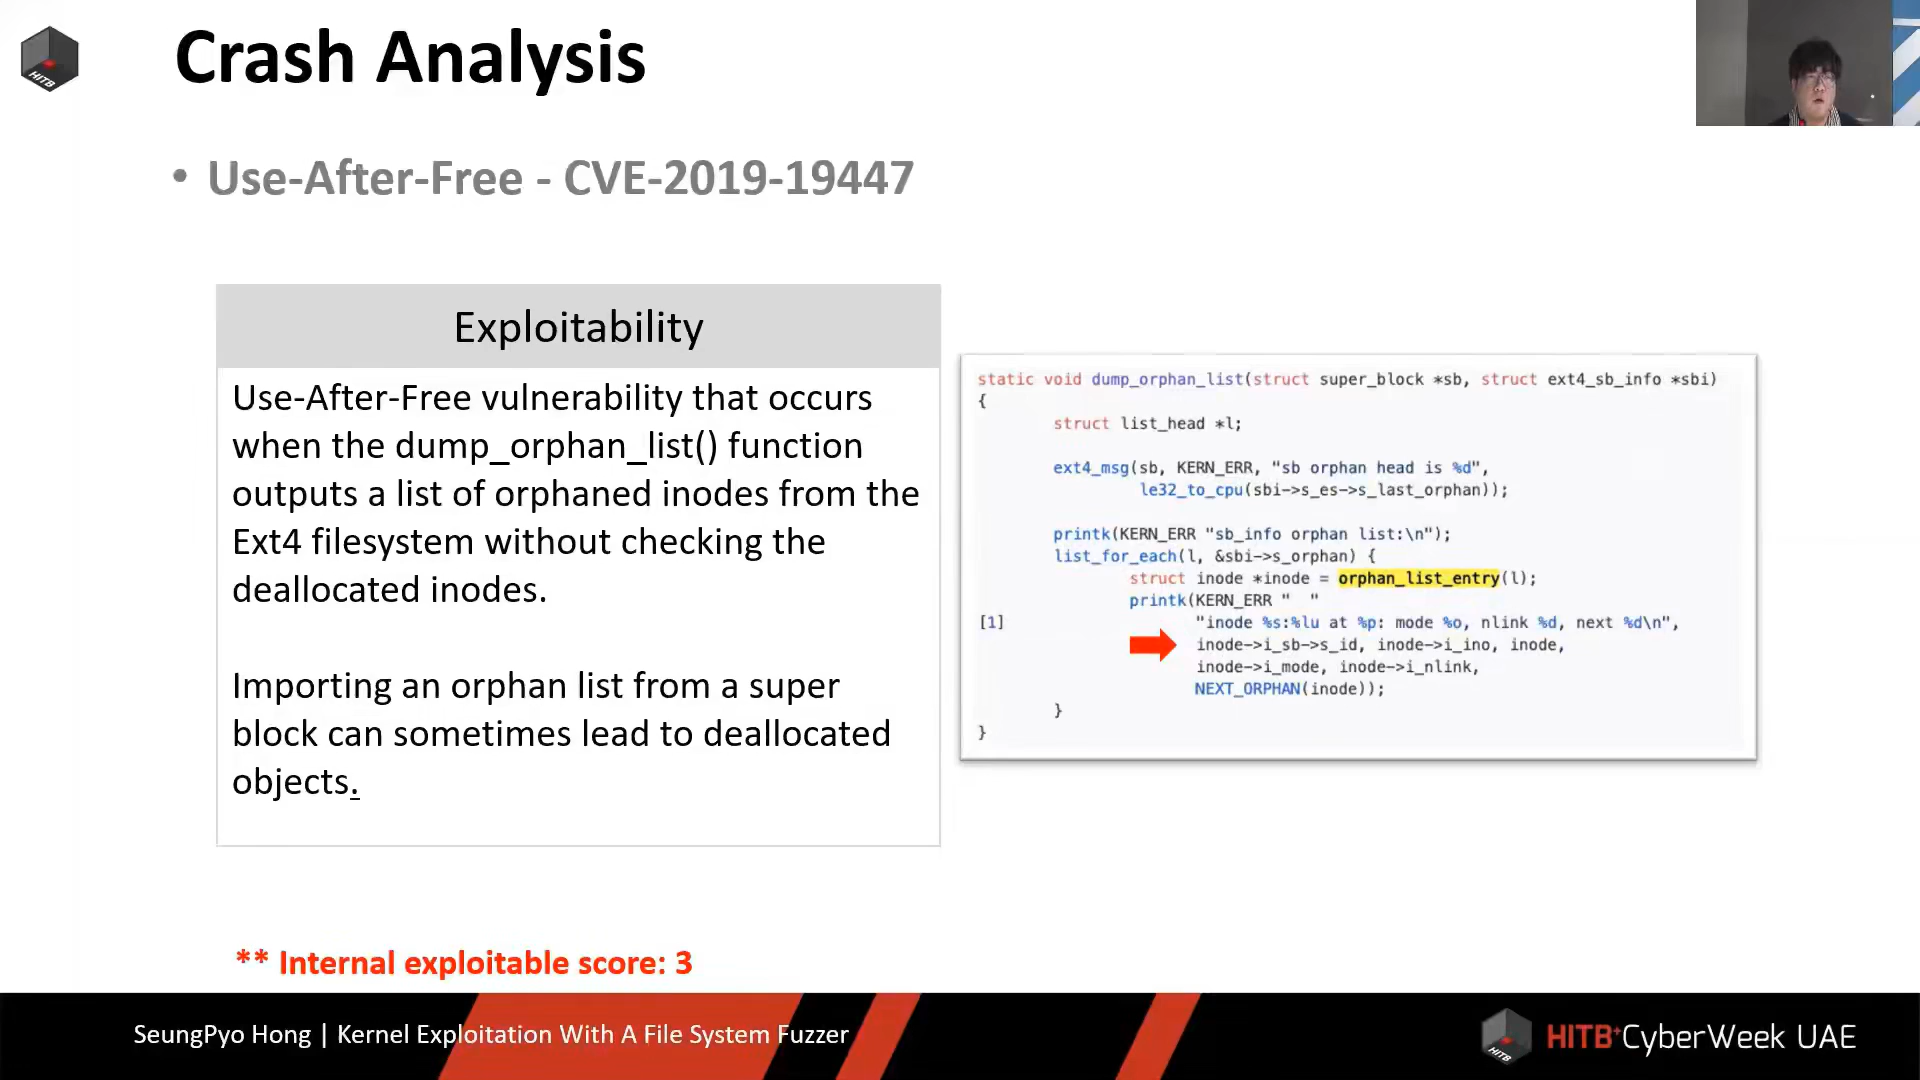 HITB
Crash Analysis
• Use-After-Free - CVE-2019-19447
Exploitability
Use-After-Free vulnerability that occurs
when the dump_orphan_list() function
outputs a list of orphaned inodes from the
Ext4 filesystem without checking the
deallocated inodes.
Importing an orphan list from a super
block can sometimes lead to deallocated
objects.
static void dump_orphan_list(struct super_block *sb, struct ext4_sb_info *sbi)
{
struct list_head *l;
ext4_msg(sb, KERN_ERR, "sb orphan head is %d",
le32_to_cpu(sbi->s_es->s_last_orphan));
printk(KERN_ERR "sb_info orphan list:\n");
list_for_each(l, &sbi->s_orphan) {
struct inode *inode = orphan_list_entry(l);
printk(KERN_ERR "  "
[1] "inode %s:%lu at %p: mode %o, nlink %d, next %d\n",
inode->i_sb->s_id, inode->i_ino, inode,
inode->i_mode, inode->i_nlink,
NEXT_ORPHAN(inode));
}
}
** Internal exploitable score: 3
SeungPyo Hong | Kernel Exploitation With A File System Fuzzer
HITB
HITB+CyberWeek UAE